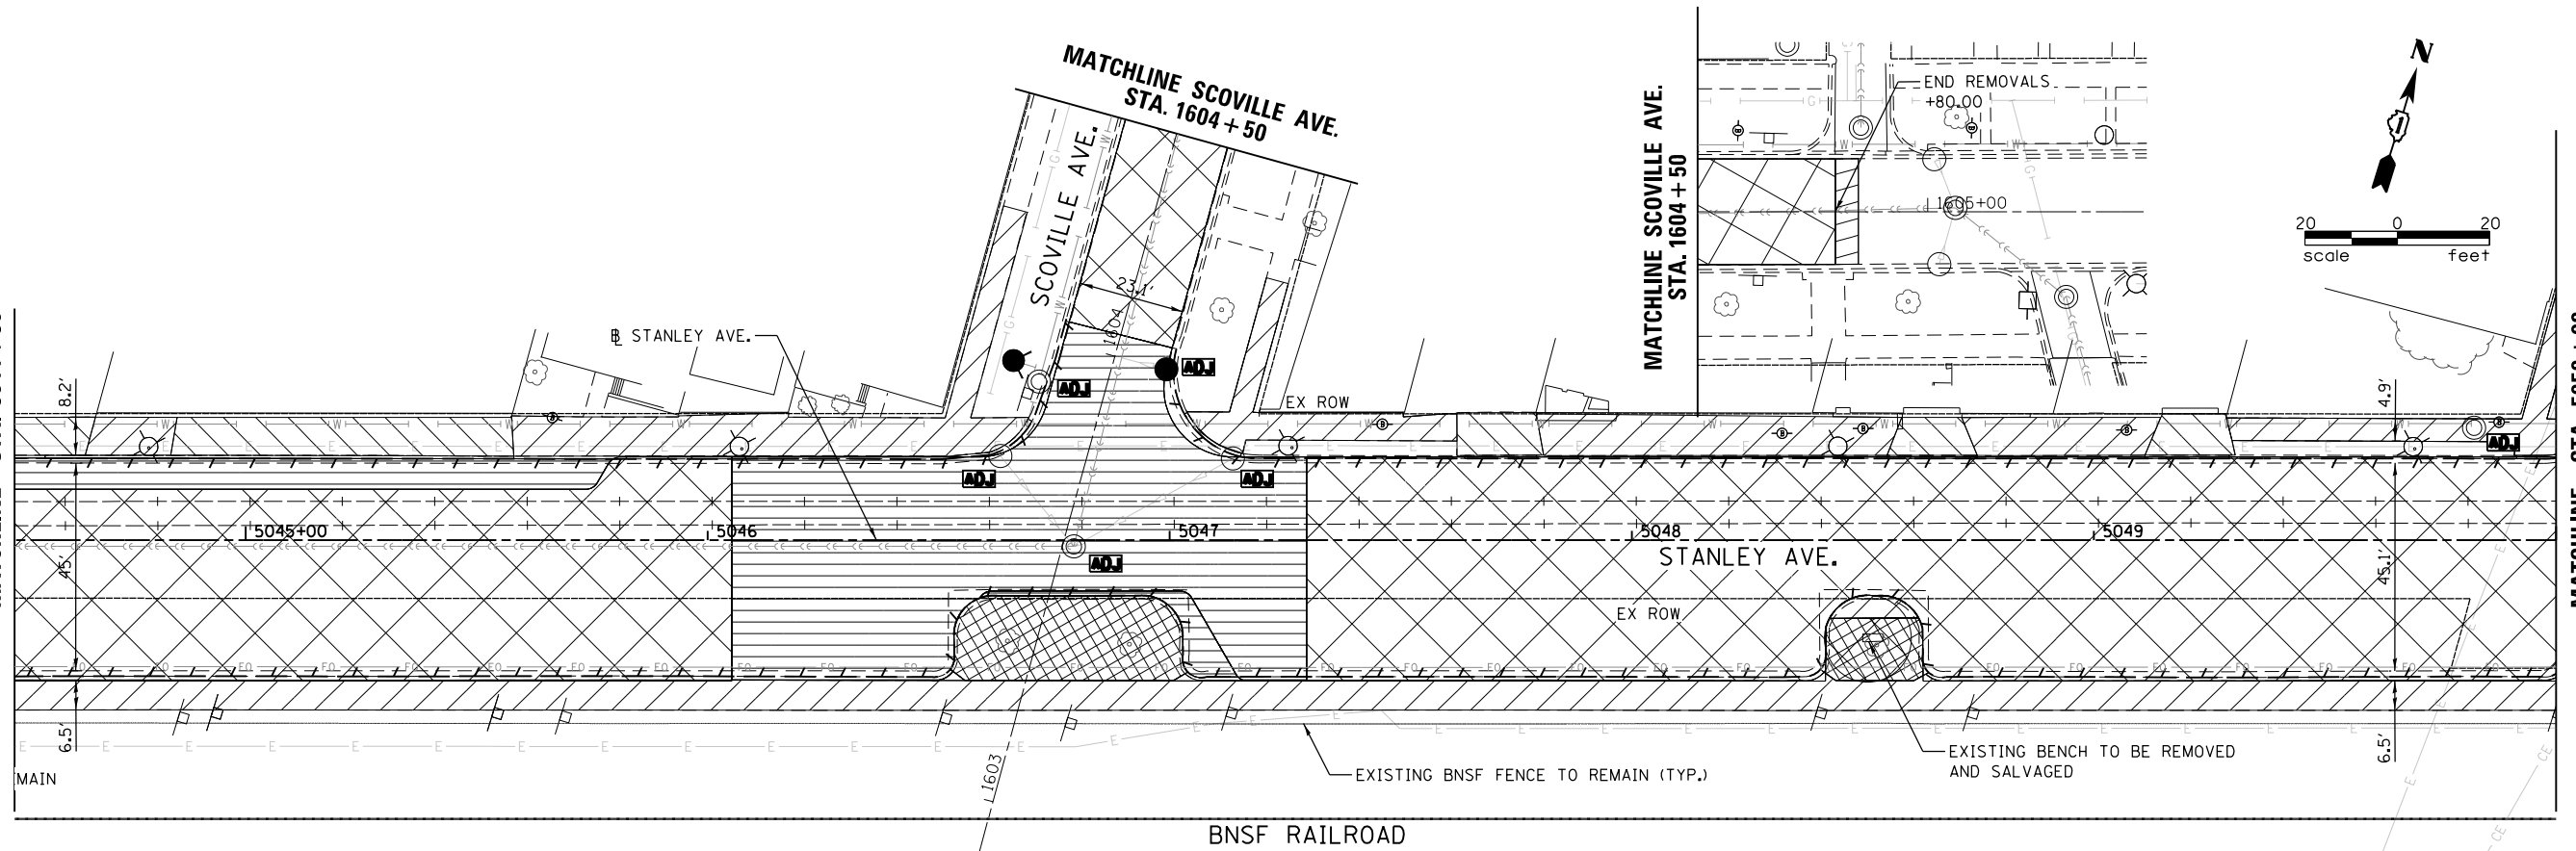 MATCHLINE SCOVILLE AVE.
STA. 1604+50
SCOVILLE AVE.
23.1'
1604
MATCHLINE SCOVILLE AVE.
STA. 1604+50
END REMOVALS
+80.00
1605+00
N
20 0 20
scale feet
℄ STANLEY AVE.
ADJ
ADJ
EX ROW
8.2'
4.9'
ADJ
ADJ
ADJ
5045+00
5046
5047
5048
5049
STANLEY AVE.
ADJ
45'
45.1'
EX ROW
6.5'
6.5'
1603
MAIN
EXISTING BNSF FENCE TO REMAIN (TYP.)
EXISTING BENCH TO BE REMOVED
AND SALVAGED
BNSF RAILROAD